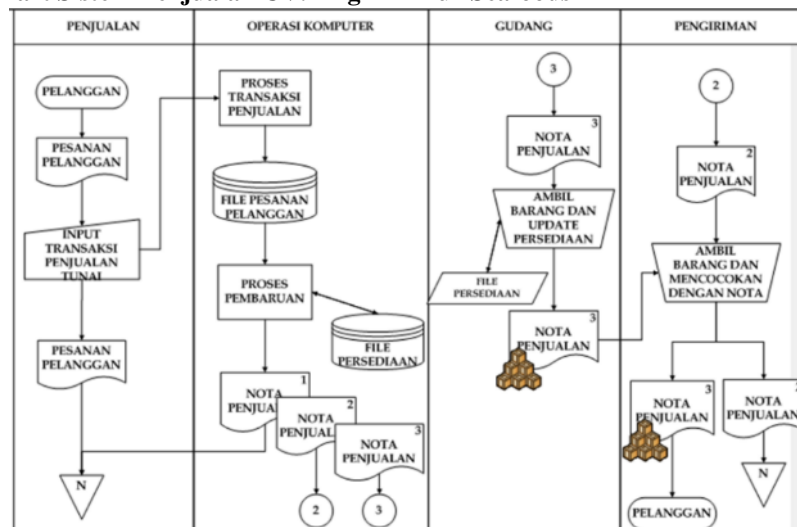 PENJUALAN
PELANGGAN
PESANAN
PELANGGAN
INPUT
TRANSAKSI
PENJUALAN
TUNAI
PESANAN
PELANGGAN
N
OPERASI KOMPUTER
PROSES
TRANSAKSI
PENJUALAN
FILE PESANAN
PELANGGAN
PROSES
PEMBARUAN
FILE
PERSEDIAAN
1
NOTA
PENJUA
2
NOTA
PENJUAL
3
NOTA
PENJUALAN
2
3
GUDANG
3
3
NOTA
PENJUALAN
AMBIL
BARANG DAN
UPDATE
PERSEDIAAN
FILE
PERSEDIAAN
3
NOTA
PENJUALAN
PENGIRIMAN
2
2
NOTA
PENJUALAN
AMBIL
BARANG DAN
MENCOCOKAN
DENGAN NOTA
3
NOTA
PENJUALAN
NOTA
PENJUALAN
N
PELANGGAN